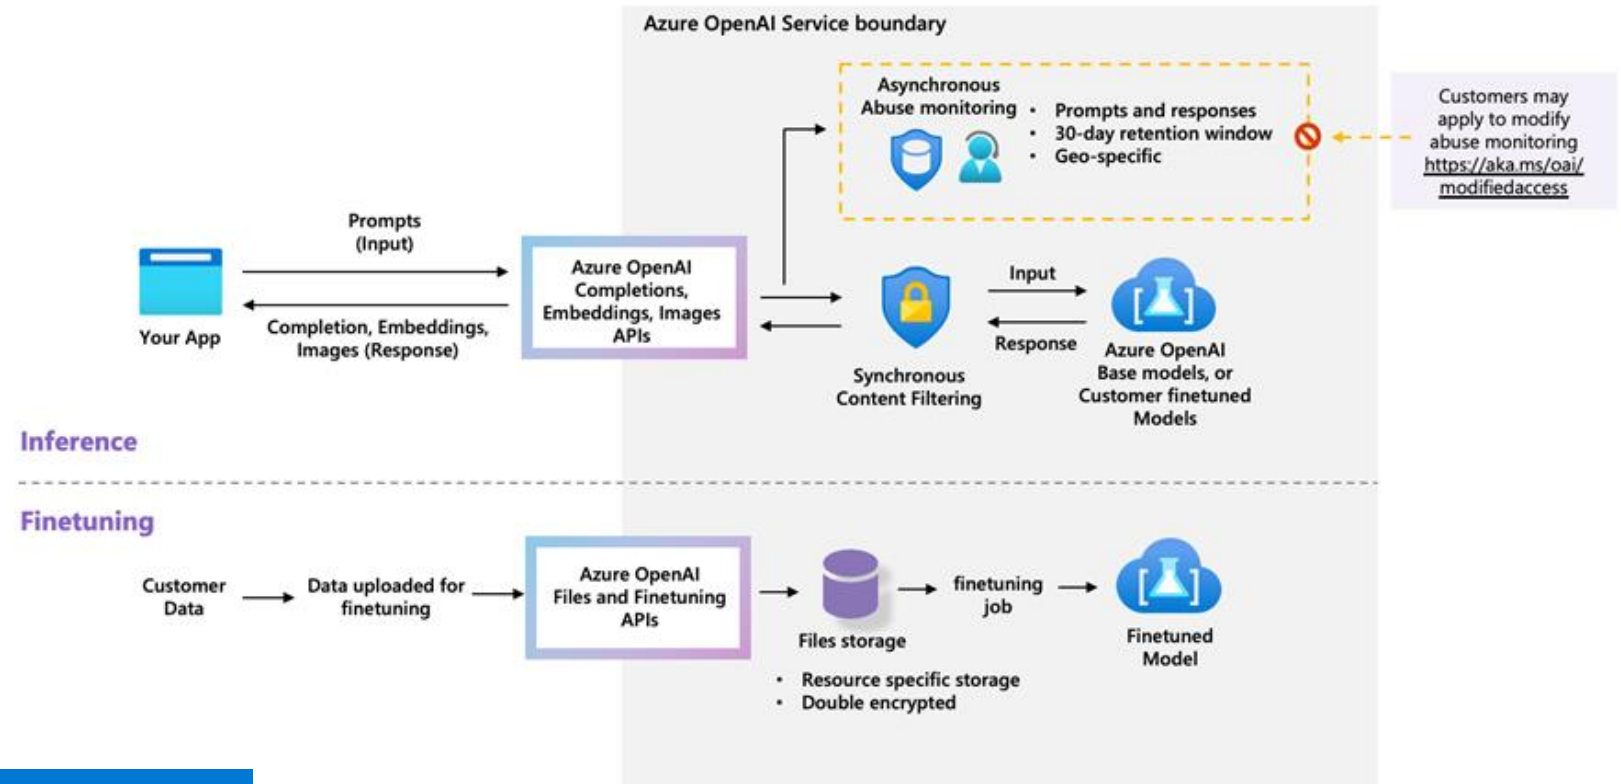 Azure OpenAI Service boundary
Asynchronous
Abuse monitoring
• Prompts and responses
• 30-day retention window
• Geo-specific
Customers may
apply to modify
abuse monitoring
https://aka.ms/oai/
modifiedaccess
Prompts
(Input)
Your App
Completion, Embeddings,
Images (Response)
Azure OpenAI
Completions,
Embeddings, Images
APIs
Synchronous
Content Filtering
Input
Response
Azure OpenAI
Base models, or
Customer finetuned
Models
Inference
Finetuning
Customer
Data
Data uploaded for
finetuning
Azure OpenAI
Files and Finetuning
APIs
Files storage
• Resource specific storage
• Double encrypted
finetuning
job
Finetuned
Model